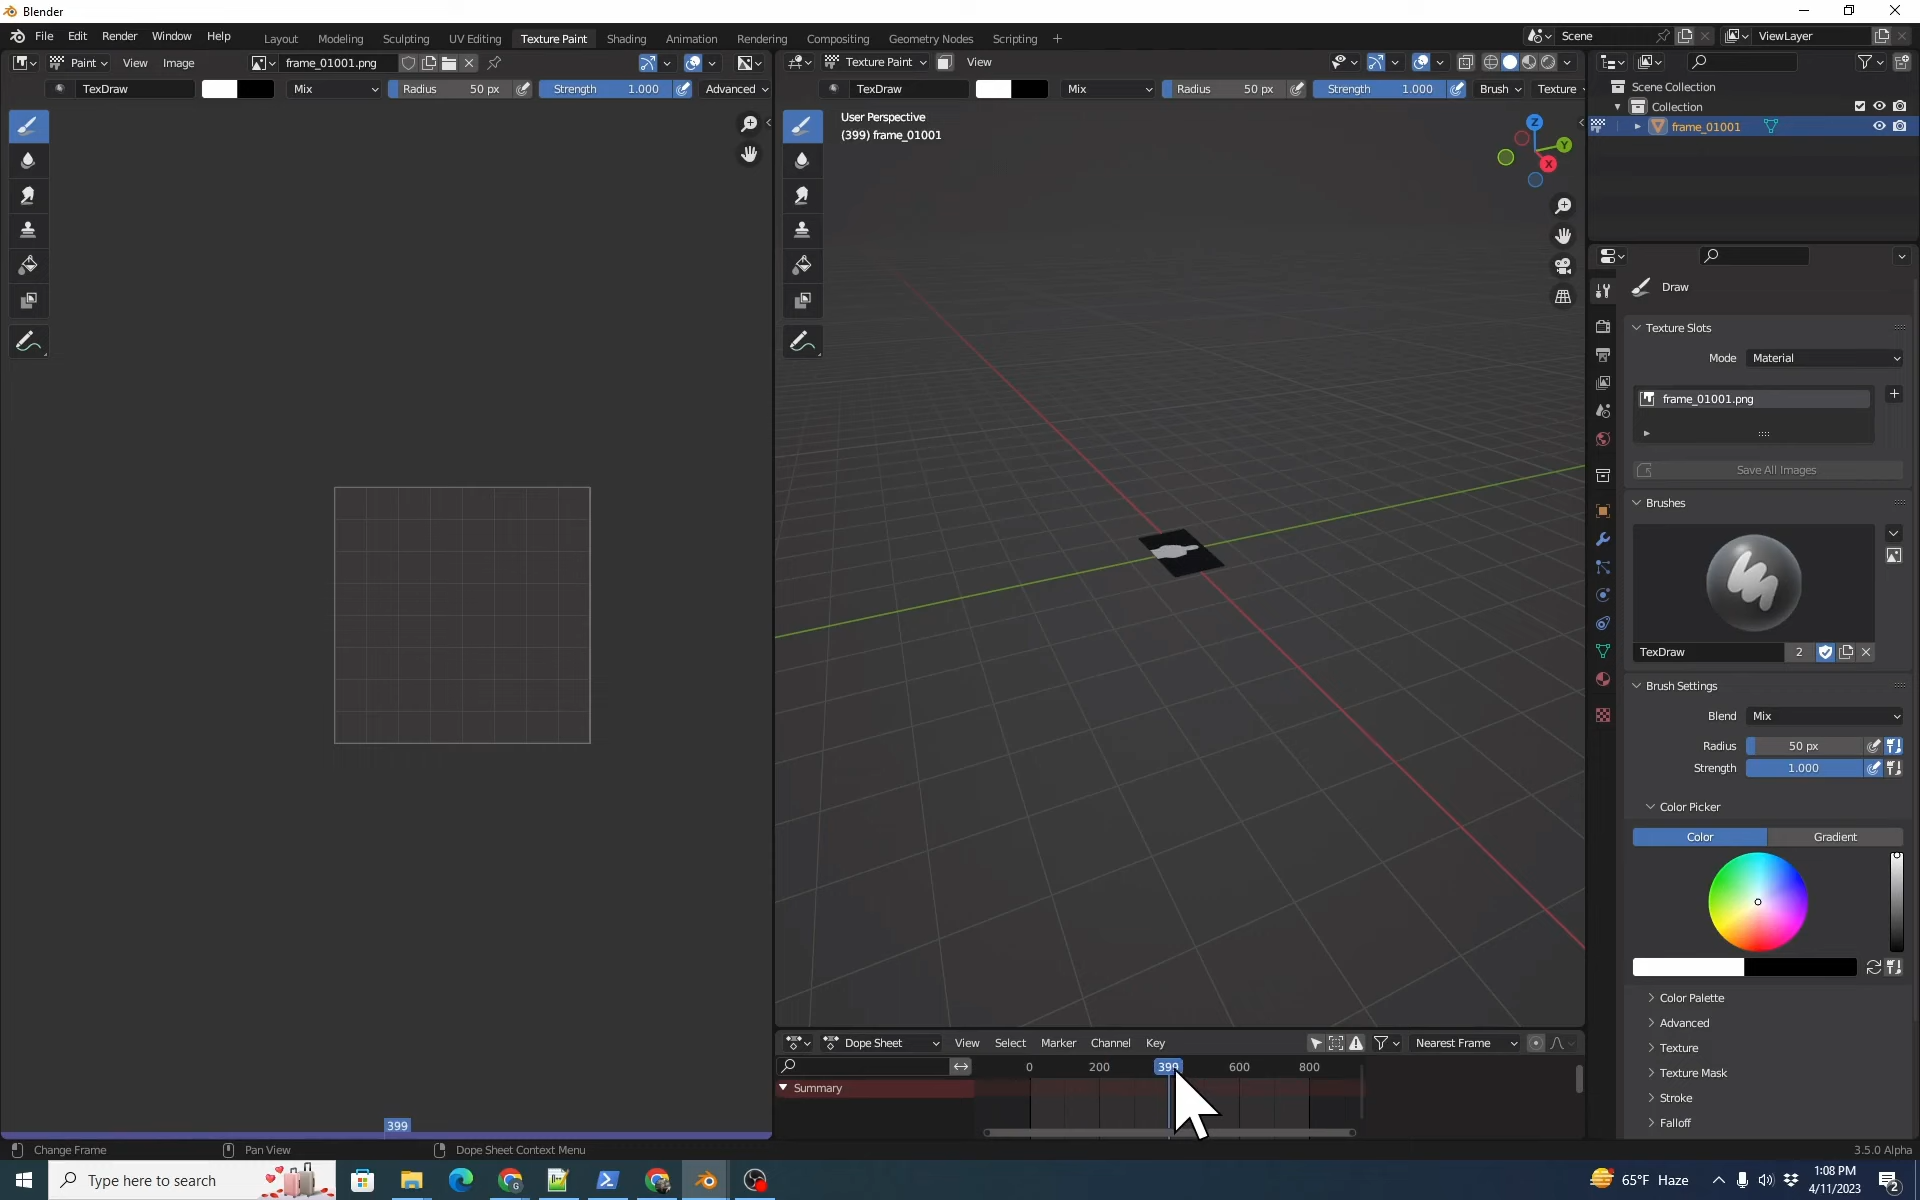 Blender
File Edit Render Window Help Layout Modeling Sculpting UV Editing Texture Paint Shading Animation Rendering Compositing Geometry Nodes Scripting + Scene ViewLayer
Paint View Image frame_01001.png Texture Paint View
TexDraw Mix Radius 50 px Strength 1.000 Advanced TexDraw Mix Radius 50 px Strength 1.000 Brush Texture
User Perspective
(399) frame_01001
Z
Y
X
Scene Collection
Collection
frame_01001
Draw
Texture Slots
Mode Material
frame_01001.png
Save All Images
Brushes
TexDraw 2
Brush Settings
Blend Mix
Radius 50 px
Strength 1.000
Color Picker
Color Gradient
Color Palette
Advanced
Texture
Texture Mask
Stroke
Falloff
Dope Sheet View Select Marker Channel Key Nearest Frame
0 200 399 600 800
Summary
399
Change Frame Pan View Dope Sheet Context Menu 3.5.0 Alpha
Type here to search 65°F Haze 1:08 PM
4/11/2023
2